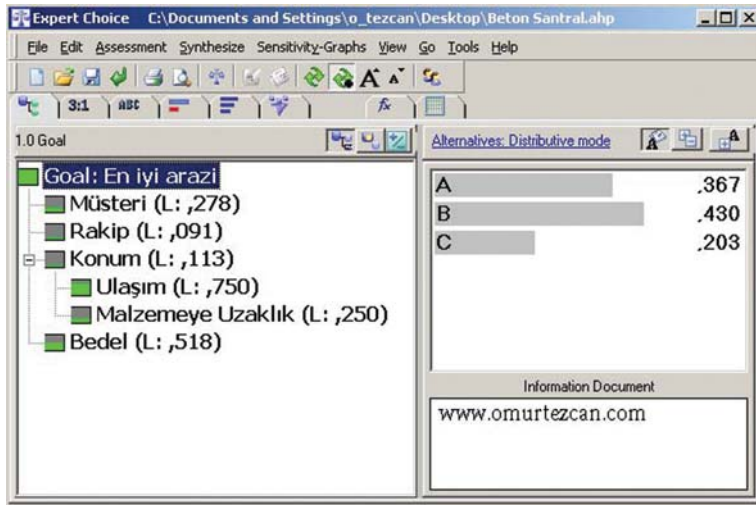 Expert Choice C:\Documents and Settings\o_tezcan\Desktop\Beton Santral.ahp
File Edit Assessment Synthesize Sensitivity-Graphs View Go Tools Help
3:1 ABC fx
1.0 Goal
Goal: En iyi arazi
Müsteri (L: ,278)
Rakip (L: ,091)
Konum (L: ,113)
Ulaşım (L: ,750)
Malzemeye Uzaklık (L: ,250)
Bedel (L: ,518)
Alternatives: Distributive mode
A ,367
B ,430
C ,203
Information Document
www.omurtezcan.com